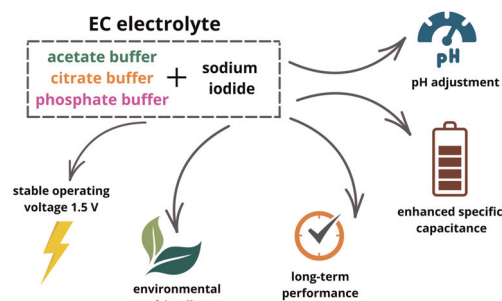 EC electrolyte
acetate buffer
citrate buffer
phosphate buffer
+
sodium
iodide
pH
pH adjustment
enhanced specific
capacitance
long-term
performance
environmental
stable operating
voltage 1.5 V